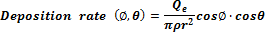 Deposition rate (∅,θ) = Qe / πρr² cos∅·cosθ